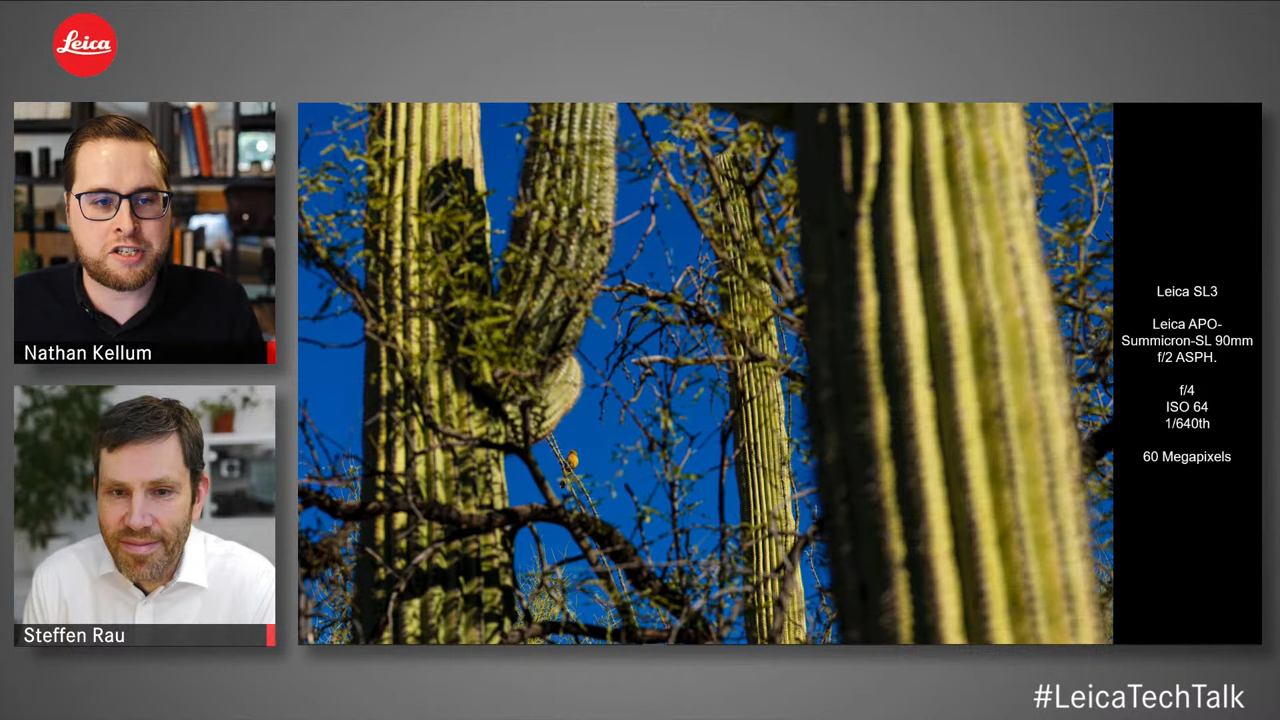 Leica
Nathan Kellum
Steffen Rau
Leica SL3
Leica APO-
Summicron-SL 90mm
f/2 ASPH.
f/4
ISO 64
1/640th
60 Megapixels
#LeicaTechTalk